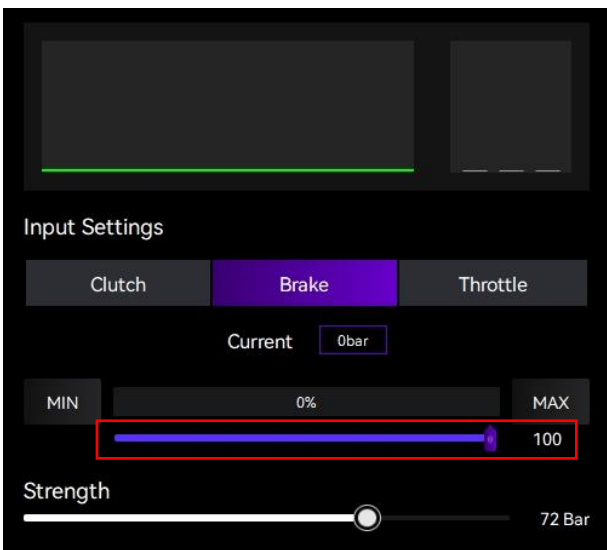 Input Settings
Clutch Brake Throttle
Current 0bar
MIN 0% MAX
100
Strength
72 Bar